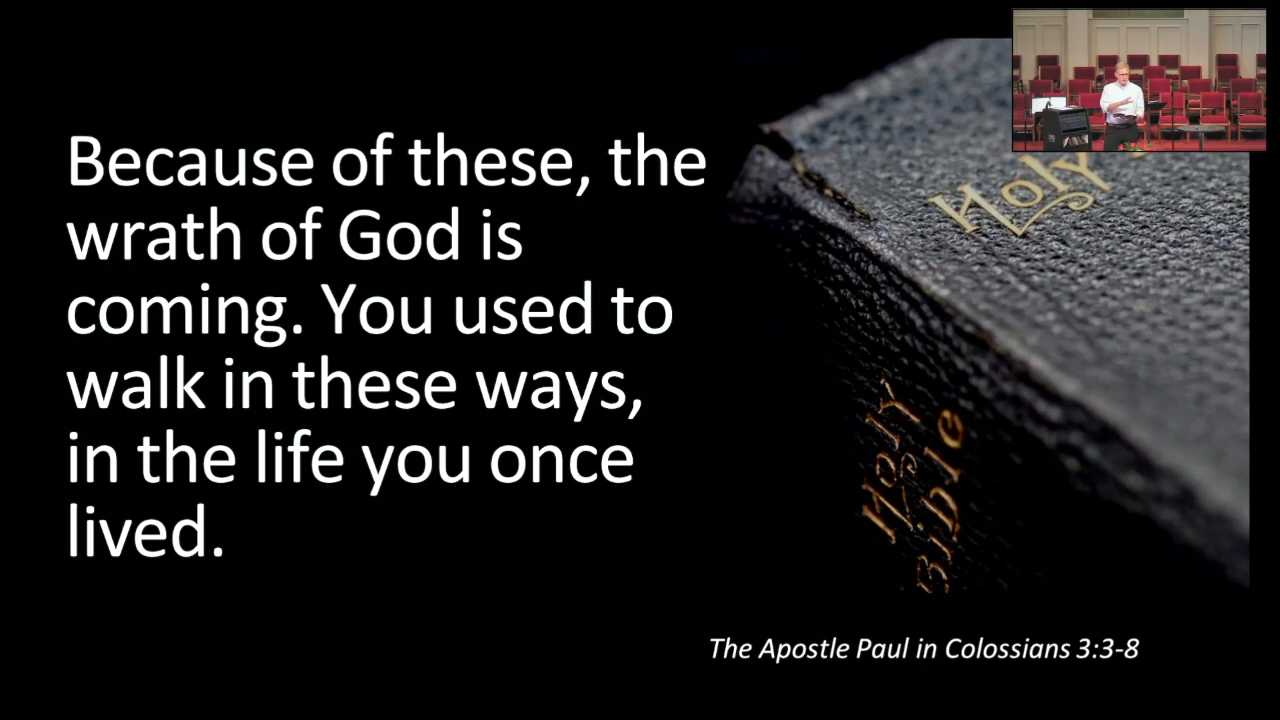 Because of these, the
wrath of God is
coming. You used to
walk in these ways,
in the life you once
lived.
Holy
Holy
Bible
The Apostle Paul in Colossians 3:3-8